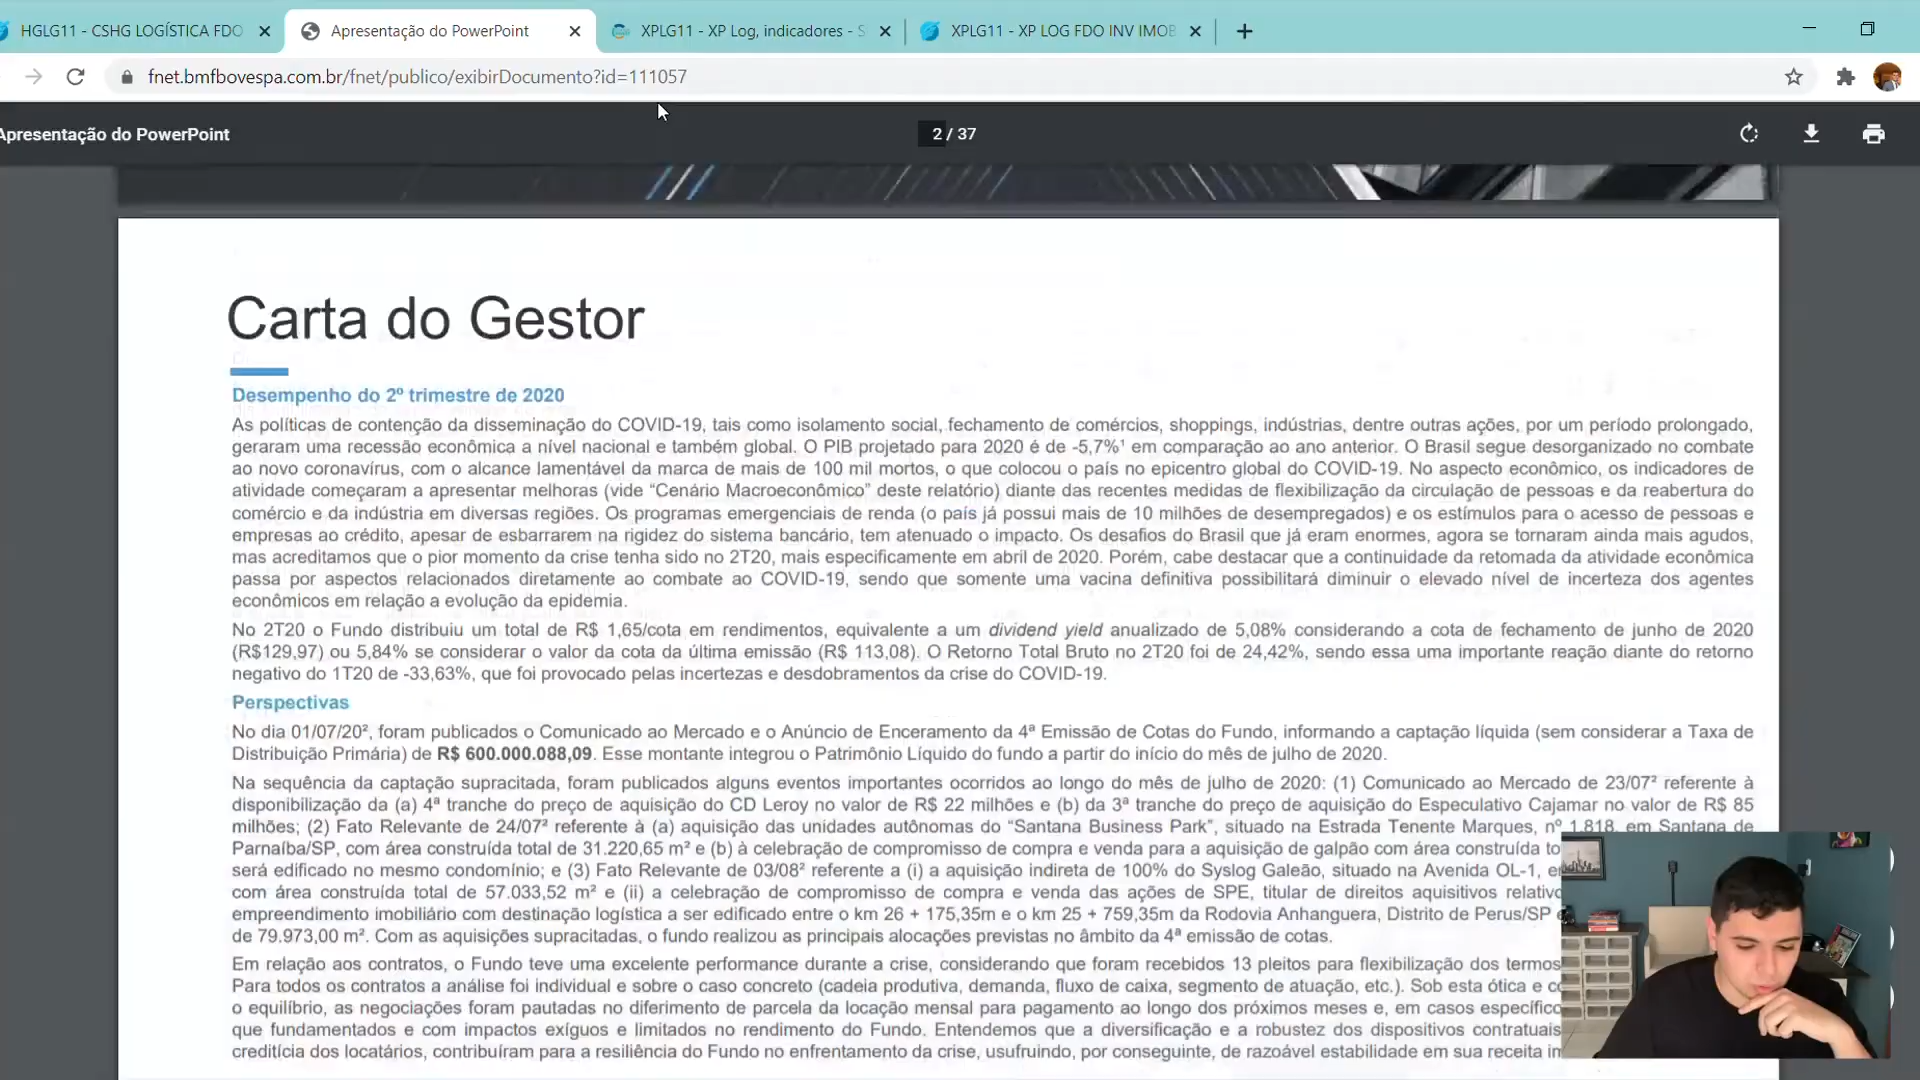 HGLG11 - CSHG LOGÍSTICA FDO
Apresentação do PowerPoint
XPLG11 - XP Log, indicadores - S
XPLG11 - XP LOG FDO INV IMOB
fnet.bmfbovespa.com.br/fnet/publico/exibirDocumento?id=111057
Apresentação do PowerPoint
2 / 37
Carta do Gestor
Desempenho do 2º trimestre de 2020
As políticas de contenção da disseminação do COVID-19, tais como isolamento social, fechamento de comércios, shoppings, indústrias, dentre outras ações, por um período prolongado,
geraram uma recessão econômica a nível nacional e também global. O PIB projetado para 2020 é de -5,7%¹ em comparação ao ano anterior. O Brasil segue desorganizado no combate
ao novo coronavírus, com o alcance lamentável da marca de mais de 100 mil mortos, o que colocou o país no epicentro global do COVID-19. No aspecto econômico, os indicadores de
atividade começaram a apresentar melhoras (vide “Cenário Macroeconômico” deste relatório) diante das recentes medidas de flexibilização da circulação de pessoas e da reabertura do
comércio e da indústria em diversas regiões. Os programas emergenciais de renda (o país já possui mais de 10 milhões de desempregados) e os estímulos para o acesso de pessoas e
empresas ao crédito, apesar de esbarrarem na rigidez do sistema bancário, tem atenuado o impacto. Os desafios do Brasil que já eram enormes, agora se tornaram ainda mais agudos,
mas acreditamos que o pior momento da crise tenha sido no 2T20, mais especificamente em abril de 2020. Porém, cabe destacar que a continuidade da retomada da atividade econômica
passa por aspectos relacionados diretamente ao combate ao COVID-19, sendo que somente uma vacina definitiva possibilitará diminuir o elevado nível de incerteza dos agentes
econômicos em relação a evolução da epidemia.
No 2T20 o Fundo distribuiu um total de R$ 1,65/cota em rendimentos, equivalente a um dividend yield anualizado de 5,08% considerando a cota de fechamento de junho de 2020
(R$129,97) ou 5,84% se considerar o valor da cota da última emissão (R$ 113,08). O Retorno Total Bruto no 2T20 foi de 24,42%, sendo essa uma importante reação diante do retorno
negativo do 1T20 de -33,63%, que foi provocado pelas incertezas e desdobramentos da crise do COVID-19.
Perspectivas
No dia 01/07/20², foram publicados o Comunicado ao Mercado e o Anúncio de Enceramento da 4ª Emissão de Cotas do Fundo, informando a captação líquida (sem considerar a Taxa de
Distribuição Primária) de R$ 600.000.088,09. Esse montante integrou o Patrimônio Líquido do fundo a partir do início do mês de julho de 2020.
Na sequência da captação supracitada, foram publicados alguns eventos importantes ocorridos ao longo do mês de julho de 2020: (1) Comunicado ao Mercado de 23/07² referente à
disponibilização da (a) 4ª tranche do preço de aquisição do CD Leroy no valor de R$ 22 milhões e (b) da 3ª tranche do preço de aquisição do Especulativo Cajamar no valor de R$ 85
milhões; (2) Fato Relevante de 24/07² referente à (a) aquisição das unidades autônomas do “Santana Business Park”, situado na Estrada Tenente Marques, nº 1.818, em Santana de
Parnaíba/SP, com área construída total de 31.220,65 m² e (b) à celebração de compromisso de compra e venda para a aquisição de galpão com área construída to
será edificado no mesmo condomínio; e (3) Fato Relevante de 03/08² referente a (i) a aquisição indireta de 100% do Syslog Galeão, situado na Avenida OL-1, e
com área construída total de 57.033,52 m² e (ii) a celebração de compromisso de compra e venda das ações de SPE, titular de direitos aquisitivos relativo
empreendimento imobiliário com destinação logística a ser edificado entre o km 26 + 175,35m e o km 25 + 759,35m da Rodovia Anhanguera, Distrito de Perus/SP
de 79.973,00 m². Com as aquisições supracitadas, o fundo realizou as principais alocações previstas no âmbito da 4ª emissão de cotas.
Em relação aos contratos, o Fundo teve uma excelente performance durante a crise, considerando que foram recebidos 13 pleitos para flexibilização dos termos
Para todos os contratos a análise foi individual e sobre o caso concreto (cadeia produtiva, demanda, fluxo de caixa, segmento de atuação, etc.). Sob esta ótica e c
o equilíbrio, as negociações foram pautadas no diferimento de parcela da locação mensal para pagamento ao longo dos próximos meses e, em casos específico
que fundamentados e com impactos exíguos e limitados no rendimento do Fundo. Entendemos que a diversificação e a robustez dos dispositivos contratuais
creditícia dos locatários, contribuíram para a resiliência do Fundo no enfrentamento da crise, usufruindo, por conseguinte, de razoável estabilidade em sua receita im